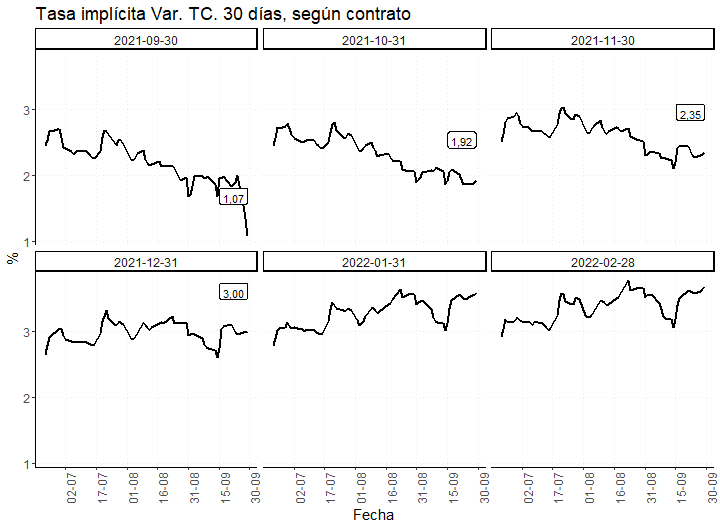 Tasa implícita Var. TC. 30 días, según contrato
2021-09-30 2021-10-31 2021-11-30
3
2
1
1,07
1,92
2,35
%
2021-12-31 2022-01-31 2022-02-28
3
2
1
3,00
02-07 17-07 01-08 16-08 31-08 15-09 30-09 02-07 17-07 01-08 16-08 31-08 15-09 30-09 02-07 17-07 01-08 16-08 31-08 15-09 30-09
Fecha